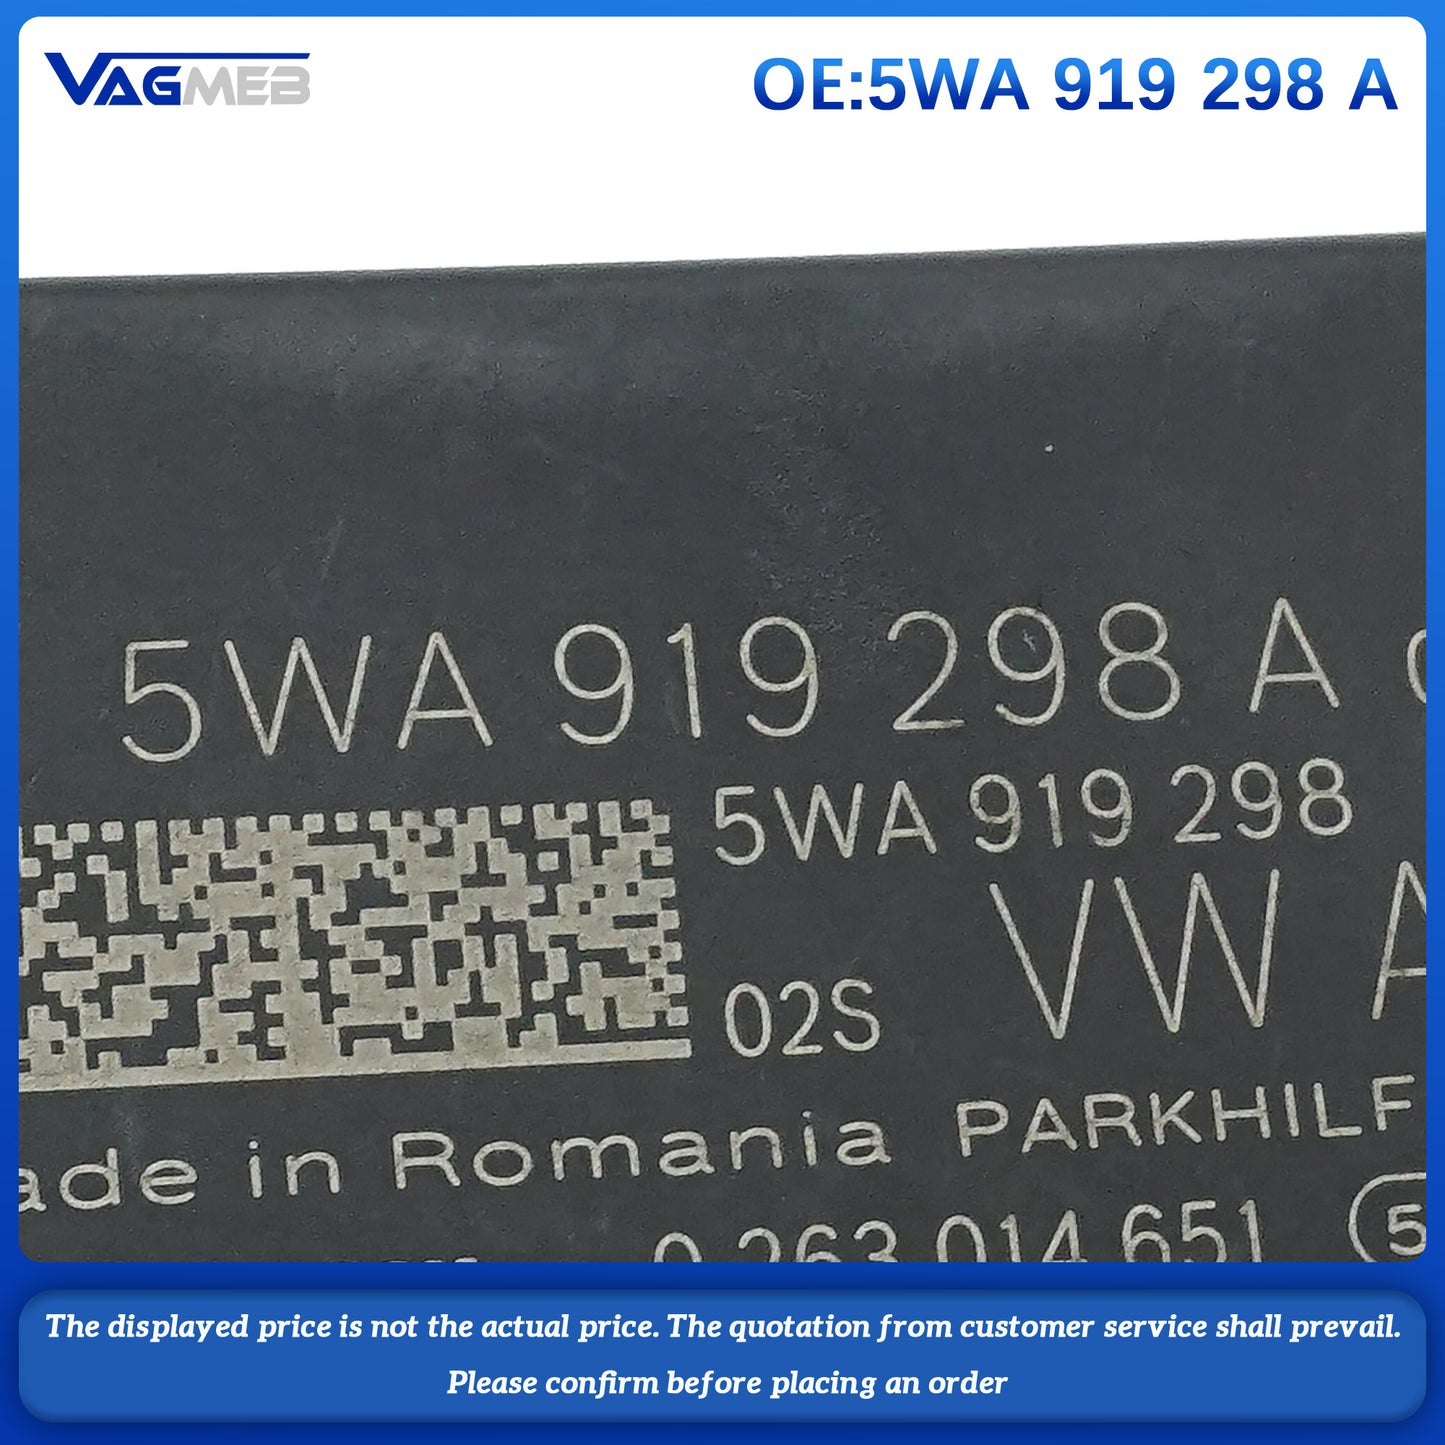 VAGMEB
OE:5WA 919 298 A
5WA 919 298 A
5WA 919 298
VW A
02S
ade in Romania
PARKHILF
0 263 014 651
5
The displayed price is not the actual price. The quotation from customer service shall prevail.
Please confirm before placing an order